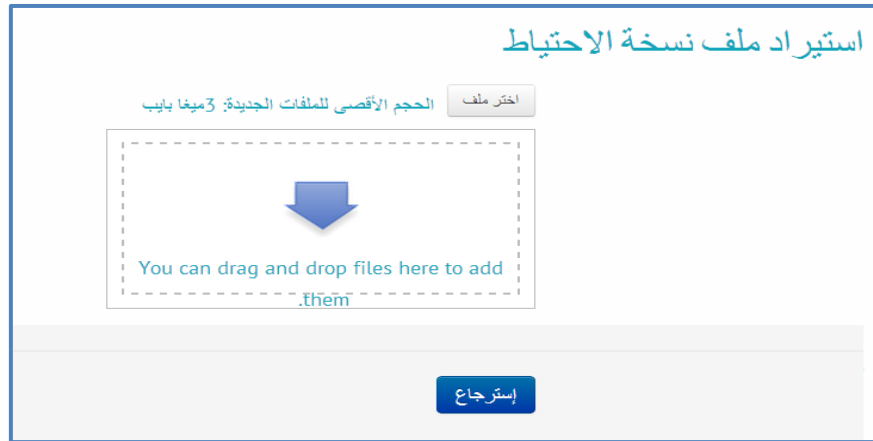 استيراد ملف نسخة الاحتياط
اختر ملف الحجم الأقصى للملفات الجديدة: 3ميغا بايب
You can drag and drop files here to add
.them
إسترجاع